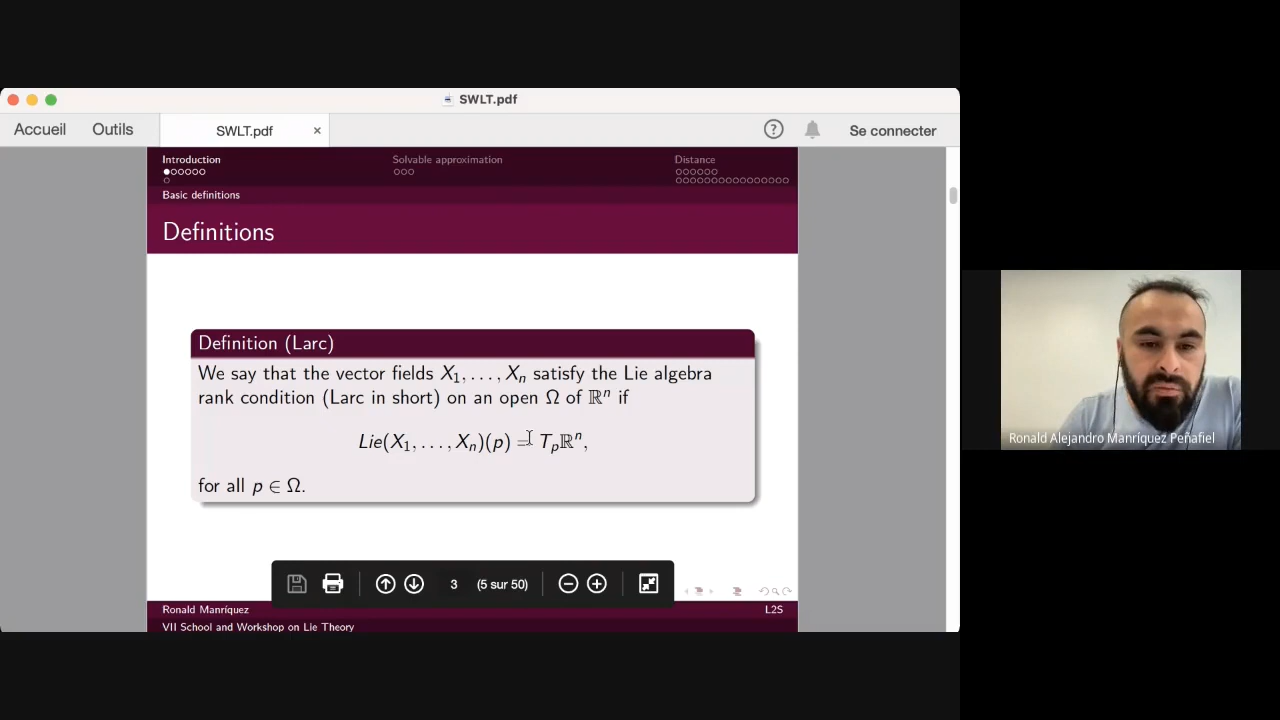 SWLT.pdf
Accueil Outils SWLT.pdf × ? Se connecter
Introduction Solvable approximation Distance
Basic definitions
Definitions
Definition (Larc)
We say that the vector fields X₁, . . . , Xₙ satisfy the Lie algebra
rank condition (Larc in short) on an open Ω of ℝⁿ if
Lie(X₁, . . . , Xₙ)(p) = Tₚℝⁿ,
for all p ∈ Ω.
3 (5 sur 50)
Ronald Manríquez L2S
VII School and Workshop on Lie Theory
Ronald Alejandro Manríquez Peñafiel